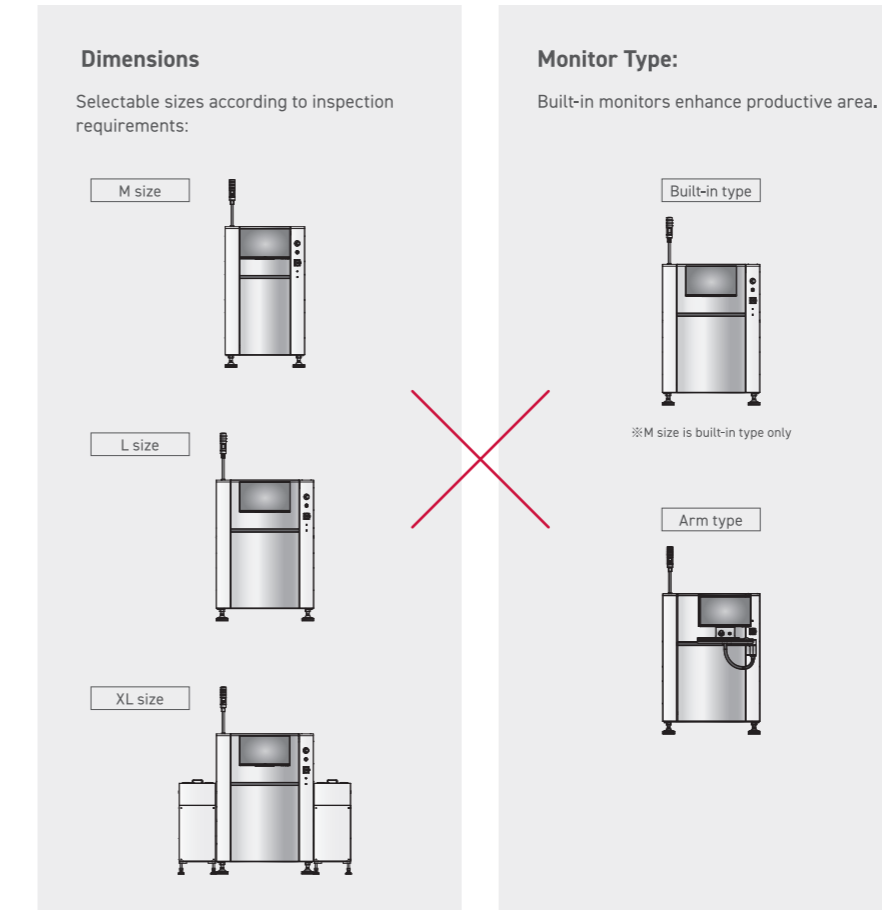 Dimensions
Selectable sizes according to inspection
requirements:
M size
L size
XL size
Monitor Type:
Built-in monitors enhance productive area.
Built-in type
※M size is built-in type only
Arm type